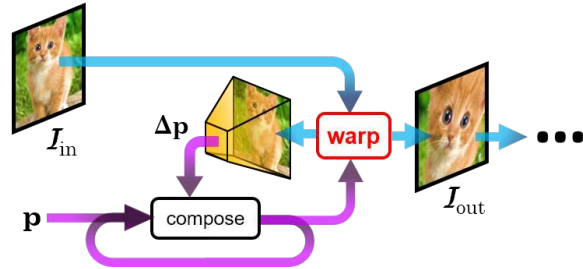 I_in
Δp
warp
p
compose
I_out